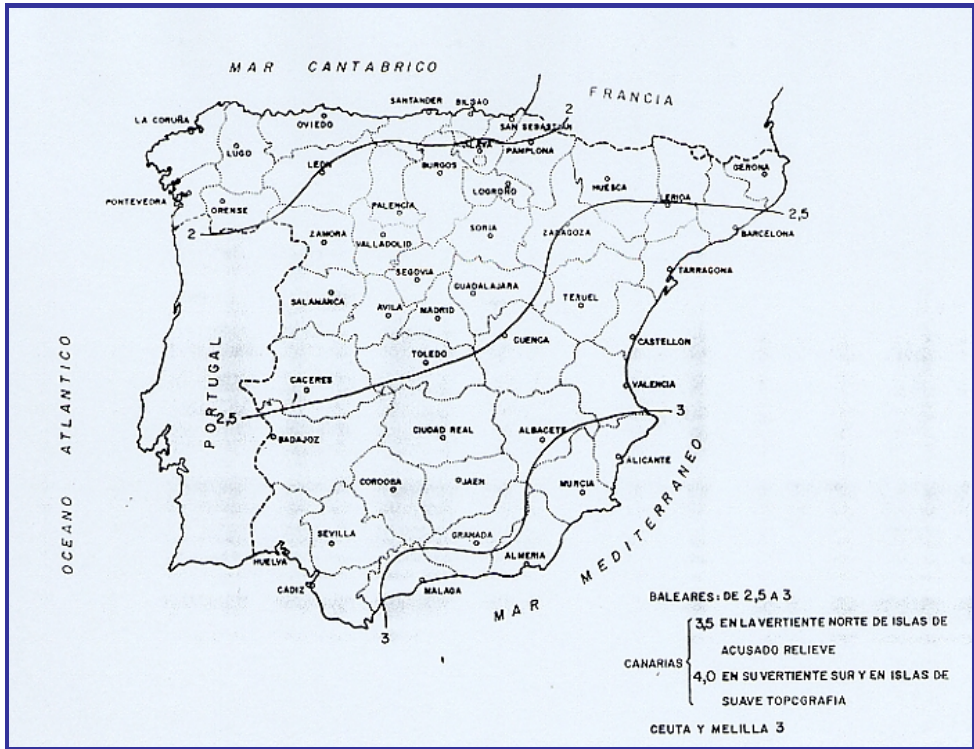 MAR CANTABRICO
FRANCIA
SANTANDER BILBAO
LA CORUÑA
OVIEDO
SAN SEBASTIAN
2
LUGO
LEON
BURGOS
ALAVA
PAMPLONA
GERONA
LOGROÑO
HUESCA
LERIDA
PONTEVEDRA
ORENSE
PALENCIA
2,5
2
ZAMORA
VALLADOLID
SORIA
ZARAGOZA
BARCELONA
SEGOVIA
TARRAGONA
SALAMANCA
AVILA
MADRID
GUADALAJARA
TERUEL
CUENCA
CASTELLON
TOLEDO
CACERES
VALENCIA
PORTUGAL
OCEANO ATLANTICO
2,5
3
BADAJOZ
CIUDAD REAL
ALBACETE
ALICANTE
CORDOBA
JAEN
MURCIA
SEVILLA
GRANADA
HUELVA
ALMERIA
CADIZ
MALAGA
MAR MEDITERRANEO
3
BALEARES: DE 2,5 A 3
CANARIAS
3,5 EN LA VERTIENTE NORTE DE ISLAS DE
ACUSADO RELIEVE
4,0 EN SU VERTIENTE SUR Y EN ISLAS DE
SUAVE TOPOGRAFIA
CEUTA Y MELILLA 3